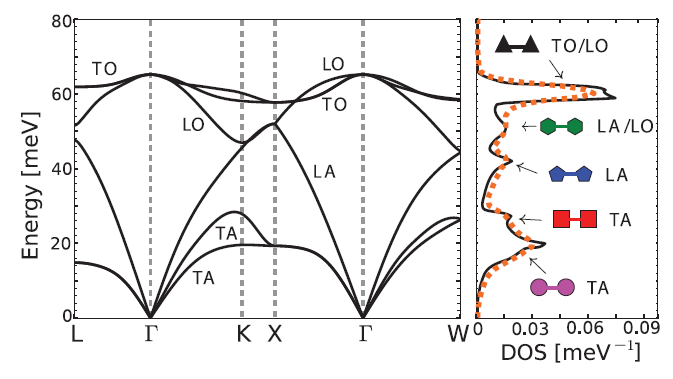 80
60
40
20
0
Energy [meV]
TO
LO
LO
TO
LA
TA
TA
L Γ K X Γ W
TO/LO
LA/LO
LA
TA
TA
0 0.03 0.06 0.09
DOS [meV⁻¹]